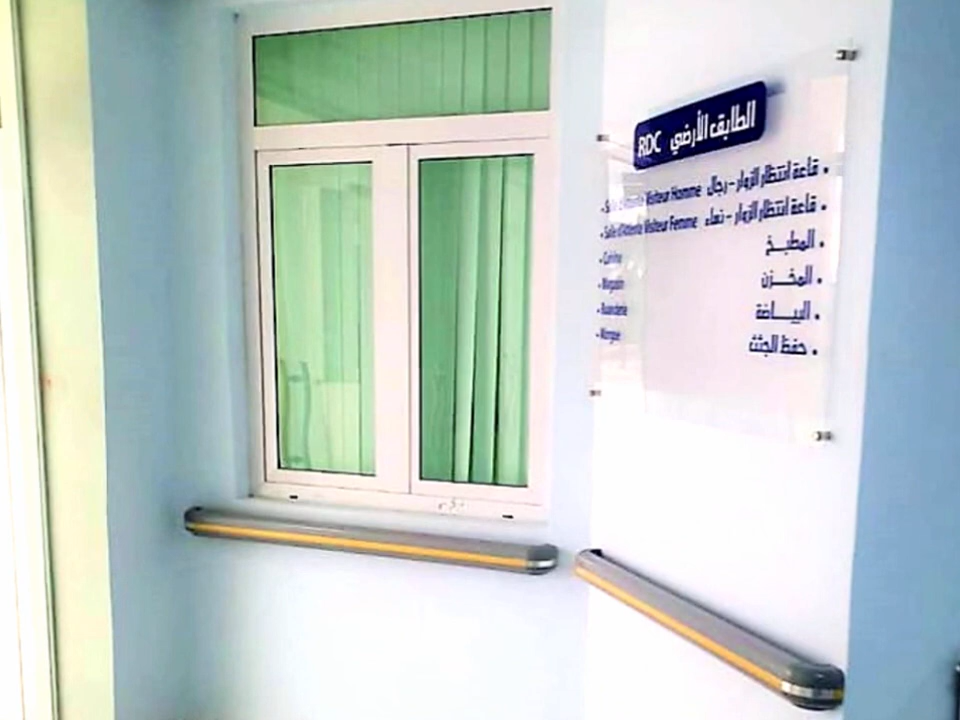 RDC الطابق الأرضي
• Salle d'Attente Visiteur Homme قاعة انتظار الزوار – رجال •
• Salle d'Attente Visiteur Femme قاعة انتظار الزوار – نساء •
• Cuisine المطبخ •
• Magasin المخزن •
• Buanderie البياضة •
• Morgue حفظ الجثث •